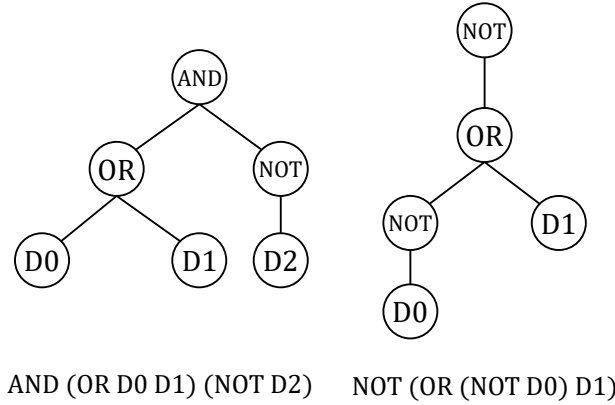 NOT
AND
OR
OR
NOT
NOT
D1
D0
D1
D2
D0
AND (OR D0 D1) (NOT D2)
NOT (OR (NOT D0) D1)